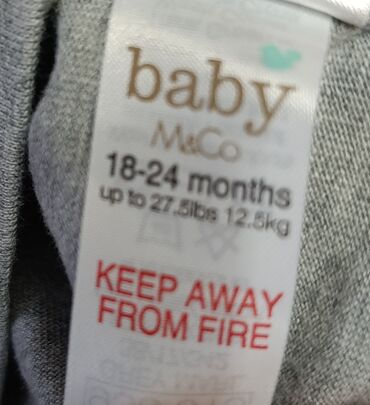 baby
M&Co
18-24 months
up to 27.5lbs 12.5kg
KEEP AWAY
FROM FIRE